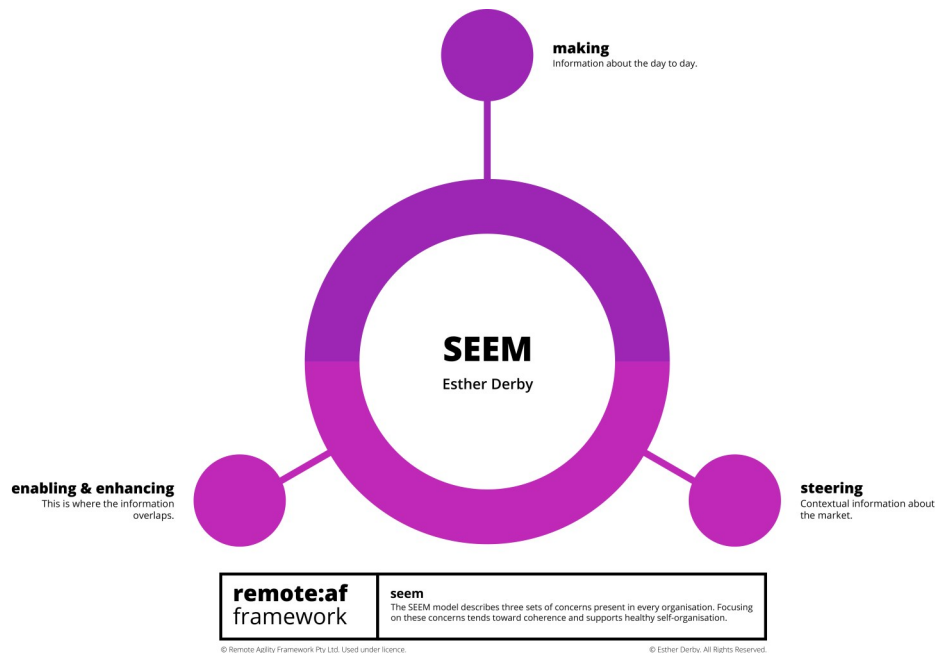 making
Information about the day to day.
SEEM
Esther Derby
enabling & enhancing
This is where the information
overlaps.
steering
Contextual information about
the market.
remote:af
framework
seem
The SEEM model describes three sets of concerns present in every organisation. Focusing
on these concerns tends toward coherence and supports healthy self-organisation.
© Remote Agility Framework Pty Ltd. Used under licence.
© Esther Derby. All Rights Reserved.